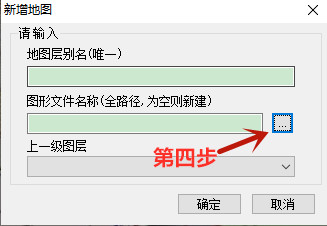 新增地图
请输入
地图层别名(唯一)
图形文件名称(全路径,为空则新建)
...
第四步
上一级图层
确定
取消